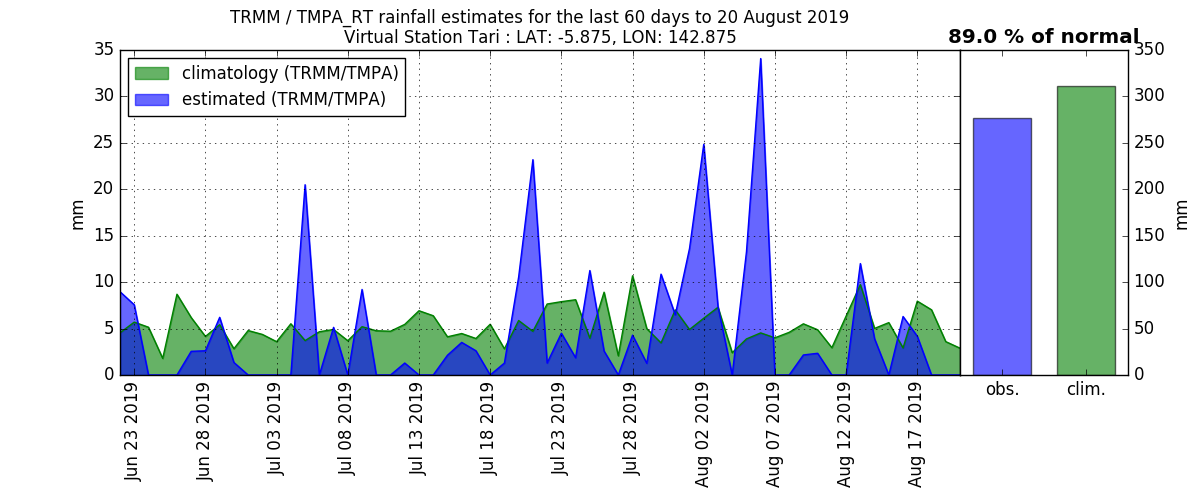 TRMM / TMPA_RT rainfall estimates for the last 60 days to 20 August 2019
Virtual Station Tari : LAT: -5.875, LON: 142.875
89.0 % of normal
climatology (TRMM/TMPA)
estimated (TRMM/TMPA)
35
30
25
20
15
10
5
0
mm
350
300
250
200
150
100
50
0
mm
Jun 23 2019
Jun 28 2019
Jul 03 2019
Jul 08 2019
Jul 13 2019
Jul 18 2019
Jul 23 2019
Jul 28 2019
Aug 02 2019
Aug 07 2019
Aug 12 2019
Aug 17 2019
obs.
clim.